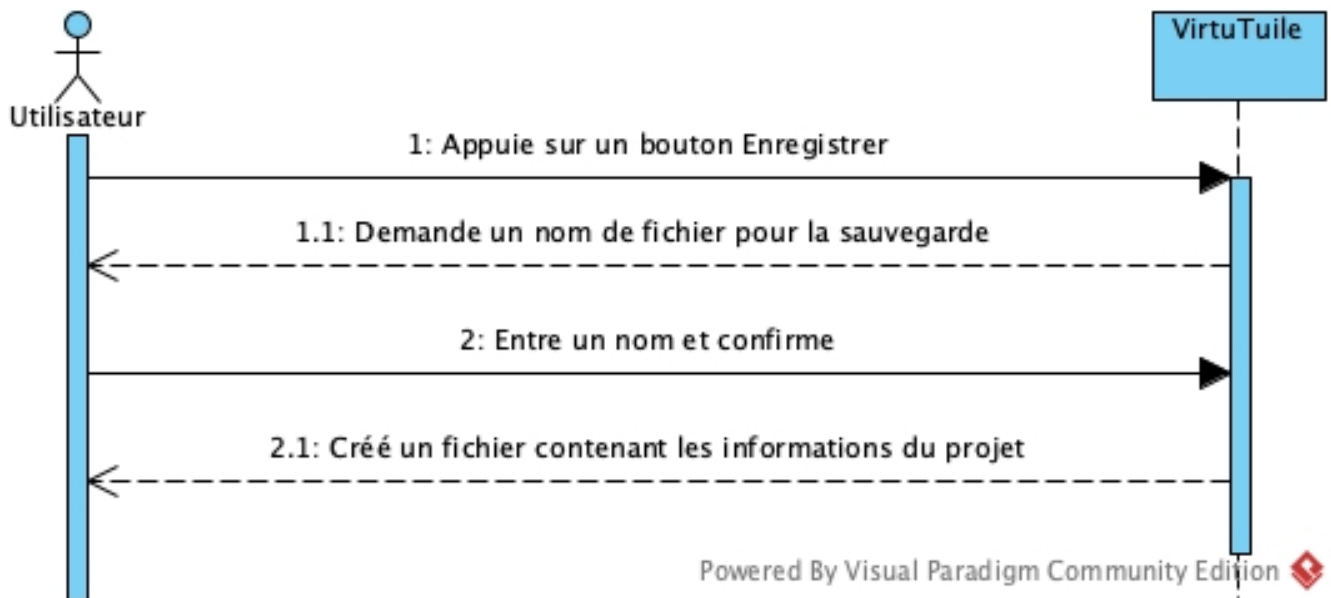 VirtuTuile
Utilisateur
1: Appuie sur un bouton Enregistrer
1.1: Demande un nom de fichier pour la sauvegarde
2: Entre un nom et confirme
2.1: Créé un fichier contenant les informations du projet
Powered By Visual Paradigm Community Edition